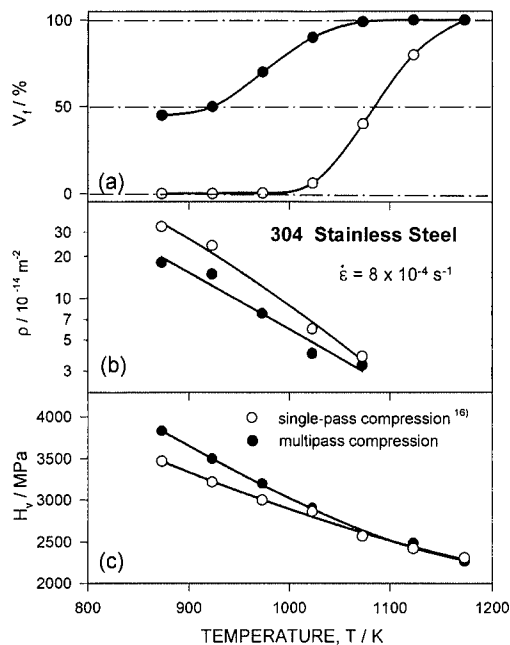 100
50
0
V_f / %
(a)
30
20
10
7
5
3
ρ / 10^-14 m^-2
304 Stainless Steel
ε̇ = 8 x 10^-4 s^-1
(b)
4000
3500
3000
2500
2000
H_v / MPa
single-pass compression ^16)
multipass compression
(c)
800 900 1000 1100 1200
TEMPERATURE, T / K